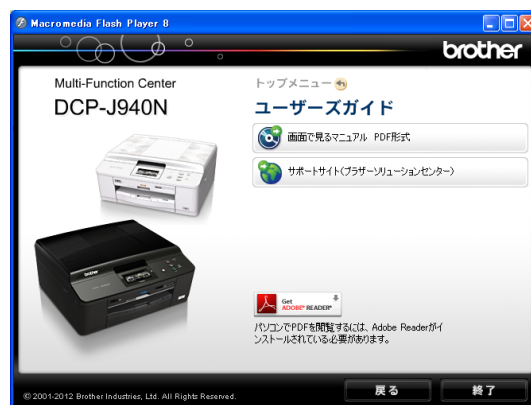 Macromedia Flash Player 8
brother
Multi-Function Center
DCP-J940N
トップメニュー
ユーザーズガイド
画面で見るマニュアル PDF形式
サポートサイト(ブラザーソリューションセンター)
Get
ADOBE® READER®
パソコンでPDFを閲覧するには、Adobe Readerがイ
ンストールされている必要があります。
戻る
終了
© 2001-2012 Brother Industries, Ltd. All Rights Reserved.